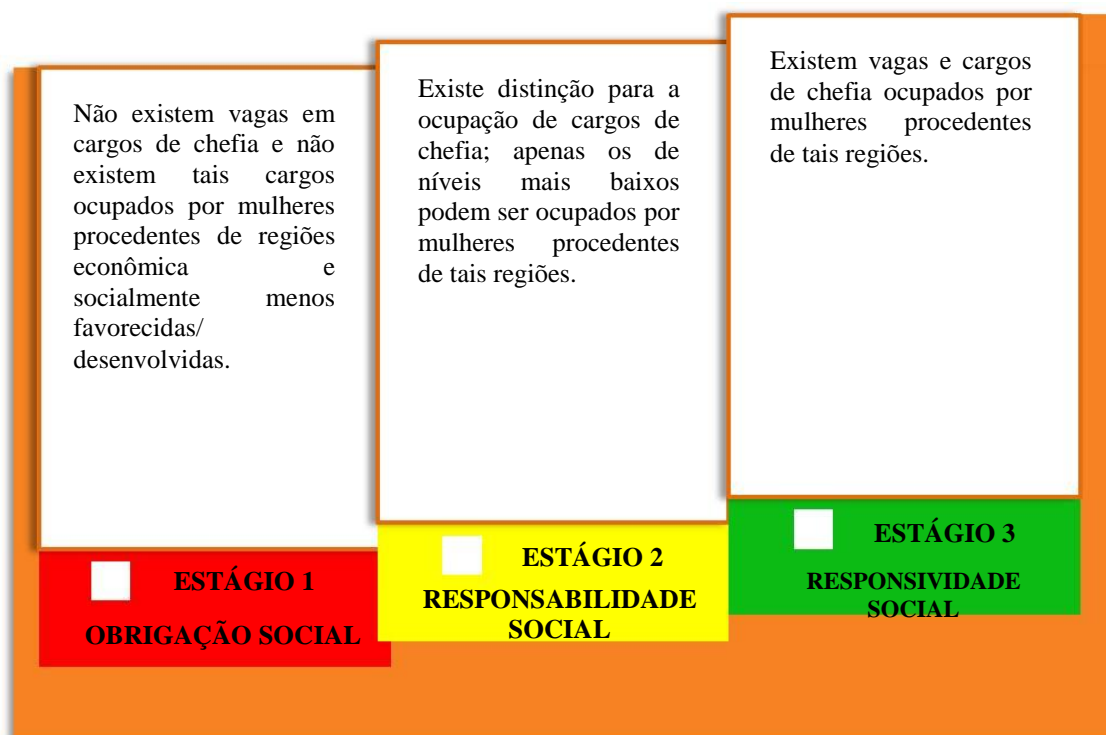 Não existem vagas em
cargos de chefia e não
existem tais cargos
ocupados por mulheres
procedentes de regiões
econômica e
socialmente menos
favorecidas/
desenvolvidas.
ESTÁGIO 1
OBRIGAÇÃO SOCIAL
Existe distinção para a
ocupação de cargos de
chefia; apenas os de
níveis mais baixos
podem ser ocupados por
mulheres procedentes
de tais regiões.
ESTÁGIO 2
RESPONSABILIDADE
SOCIAL
Existem vagas e cargos
de chefia ocupados por
mulheres procedentes
de tais regiões.
ESTÁGIO 3
RESPONSIVIDADE
SOCIAL